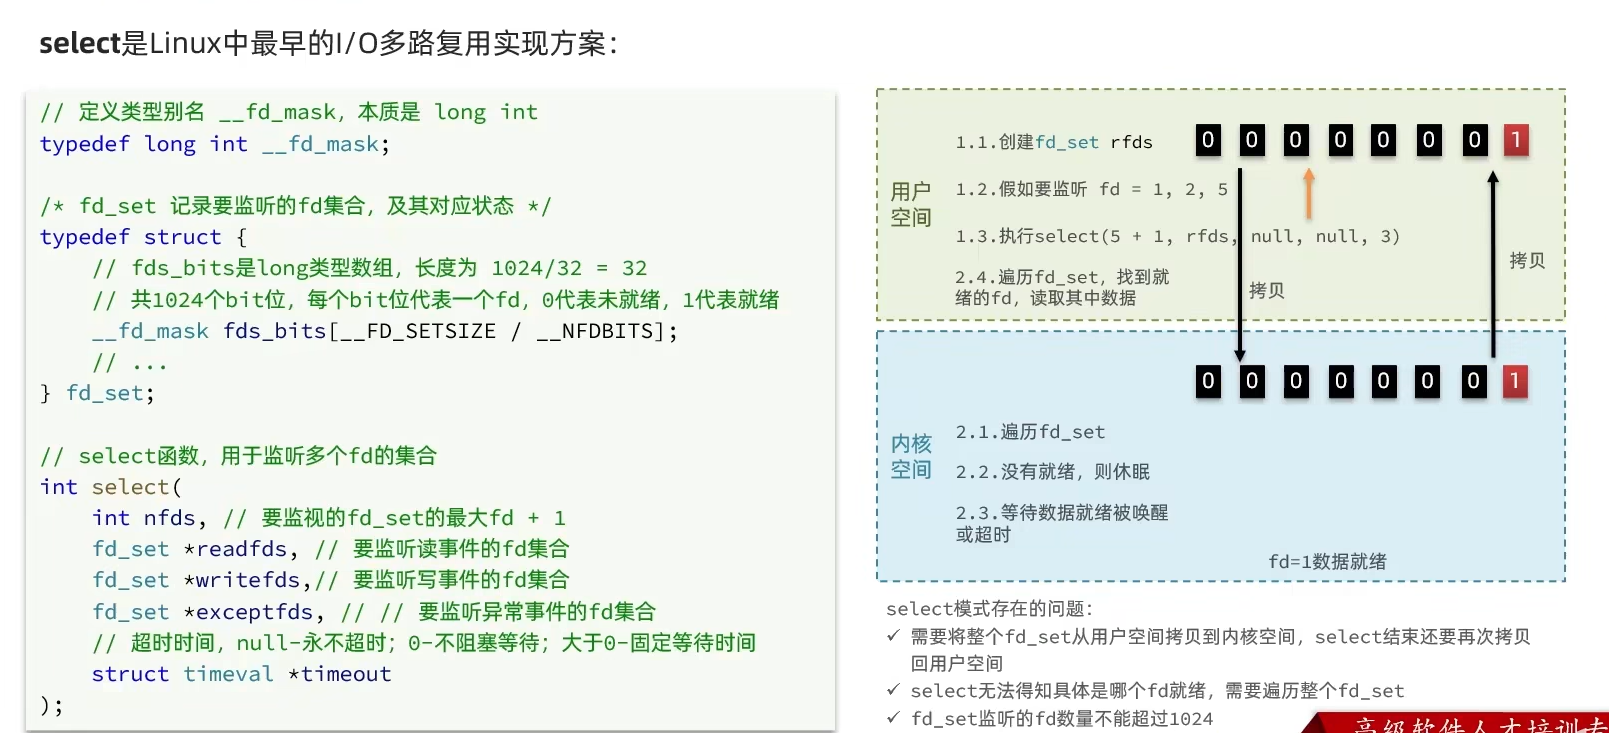 select是Linux中最早的I/O多路复用实现方案：
// 定义类型别名 __fd_mask，本质是 long int
typedef long int __fd_mask;
/* fd_set 记录要监听的fd集合，及其对应状态 */
typedef struct {
// fds_bits是long类型数组，长度为 1024/32 = 32
// 共1024个bit位，每个bit位代表一个fd，0代表未就绪，1代表就绪
__fd_mask fds_bits[__FD_SETSIZE / __NFDBITS];
// ...
} fd_set;
// select函数，用于监听多个fd的集合
int select(
int nfds, // 要监视的fd_set的最大fd + 1
fd_set *readfds, // 要监听读事件的fd集合
fd_set *writefds,// 要监听写事件的fd集合
fd_set *exceptfds, // // 要监听异常事件的fd集合
// 超时时间，null-永不超时；0-不阻塞等待；大于0-固定等待时间
struct timeval *timeout
);
用户
空间
1.1.创建fd_set rfds
0 0 0 0 0 0 0 1
1.2.假如要监听 fd = 1, 2, 5
1.3.执行select(5 + 1, rfds, null, null, 3)
2.4.遍历fd_set，找到就
绪的fd，读取其中数据
拷贝
拷贝
内核
空间
0 0 0 0 0 0 0 1
2.1.遍历fd_set
2.2.没有就绪，则休眠
2.3.等待数据就绪被唤醒
或超时
fd=1数据就绪
select模式存在的问题：
✓ 需要将整个fd_set从用户空间拷贝到内核空间，select结束还要再次拷贝
回用户空间
✓ select无法得知具体是哪个fd就绪，需要遍历整个fd_set
✓ fd_set监听的fd数量不能超过1024
高级软件人才培训专